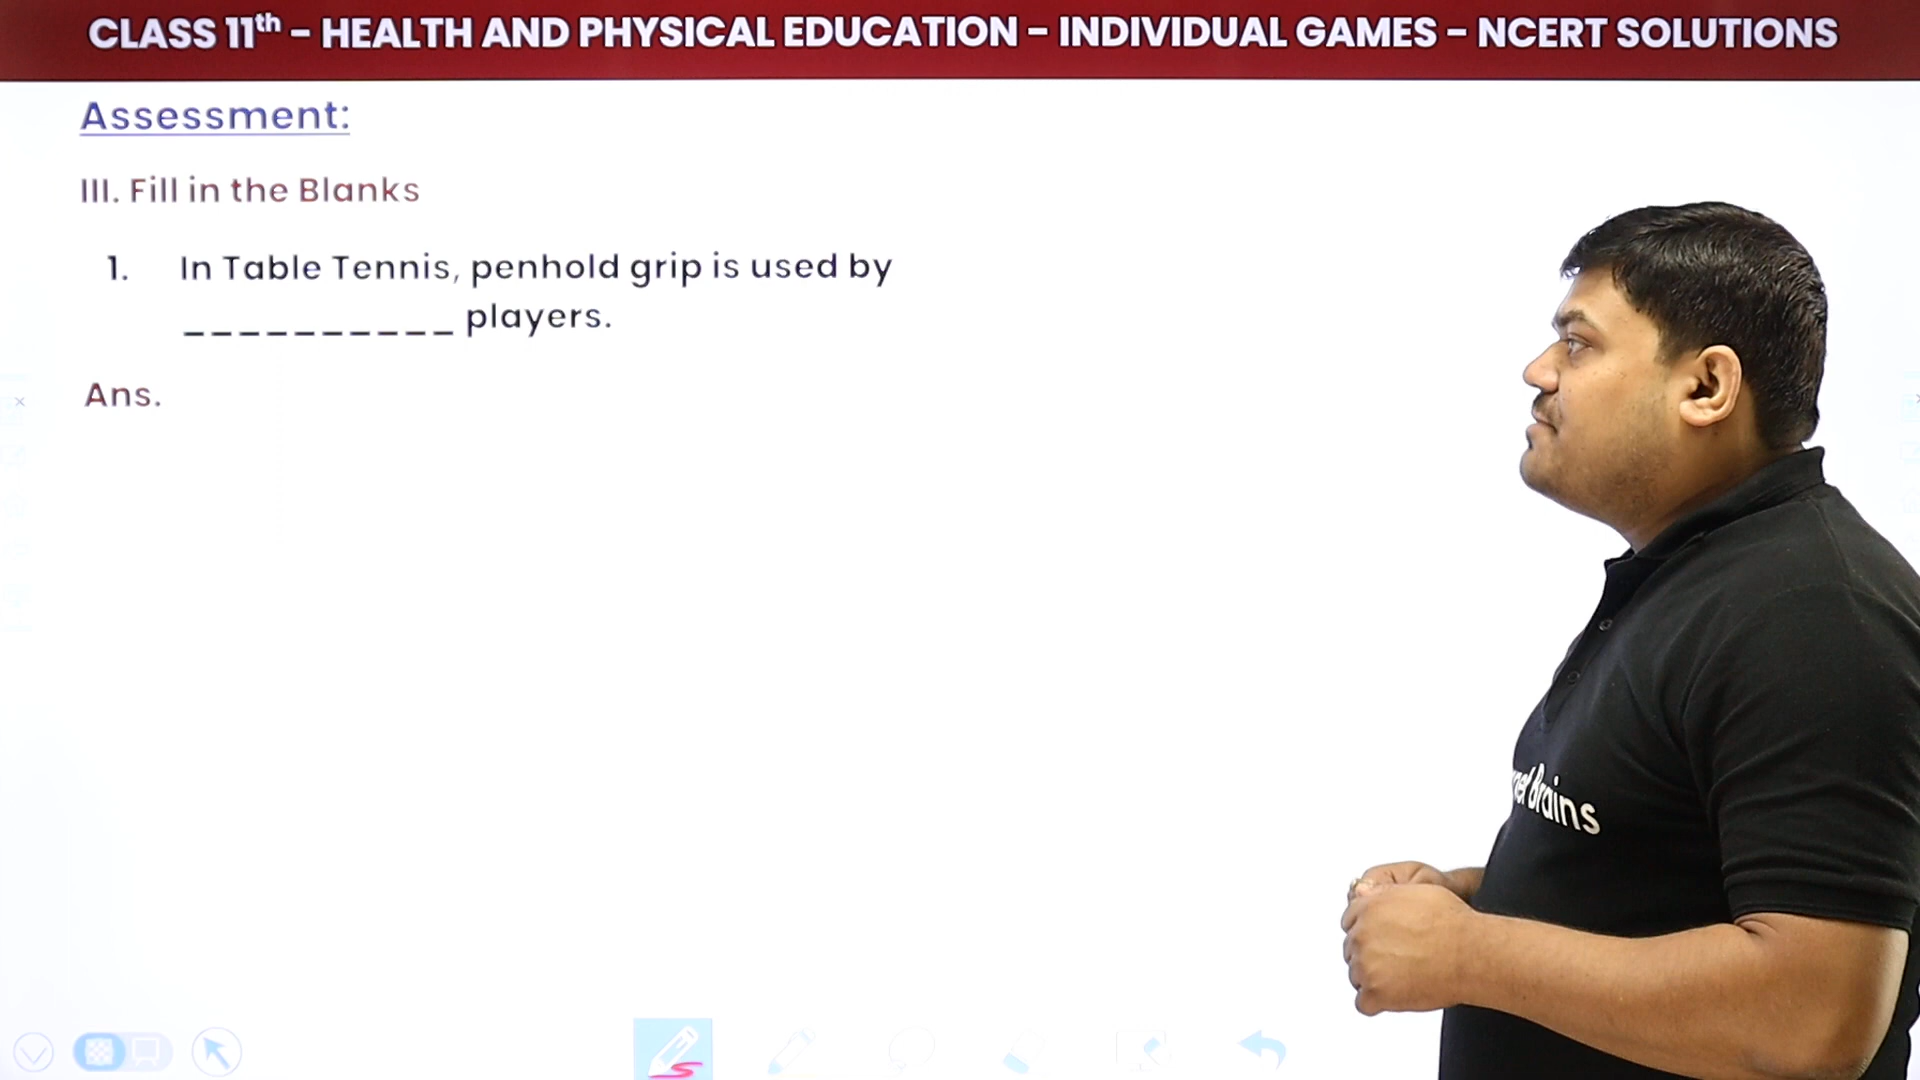 CLASS 11th – HEALTH AND PHYSICAL EDUCATION – INDIVIDUAL GAMES – NCERT SOLUTIONS
Assessment:
III. Fill in the Blanks
1. In Table Tennis, penhold grip is used by
__________ players.
Ans.
Brains